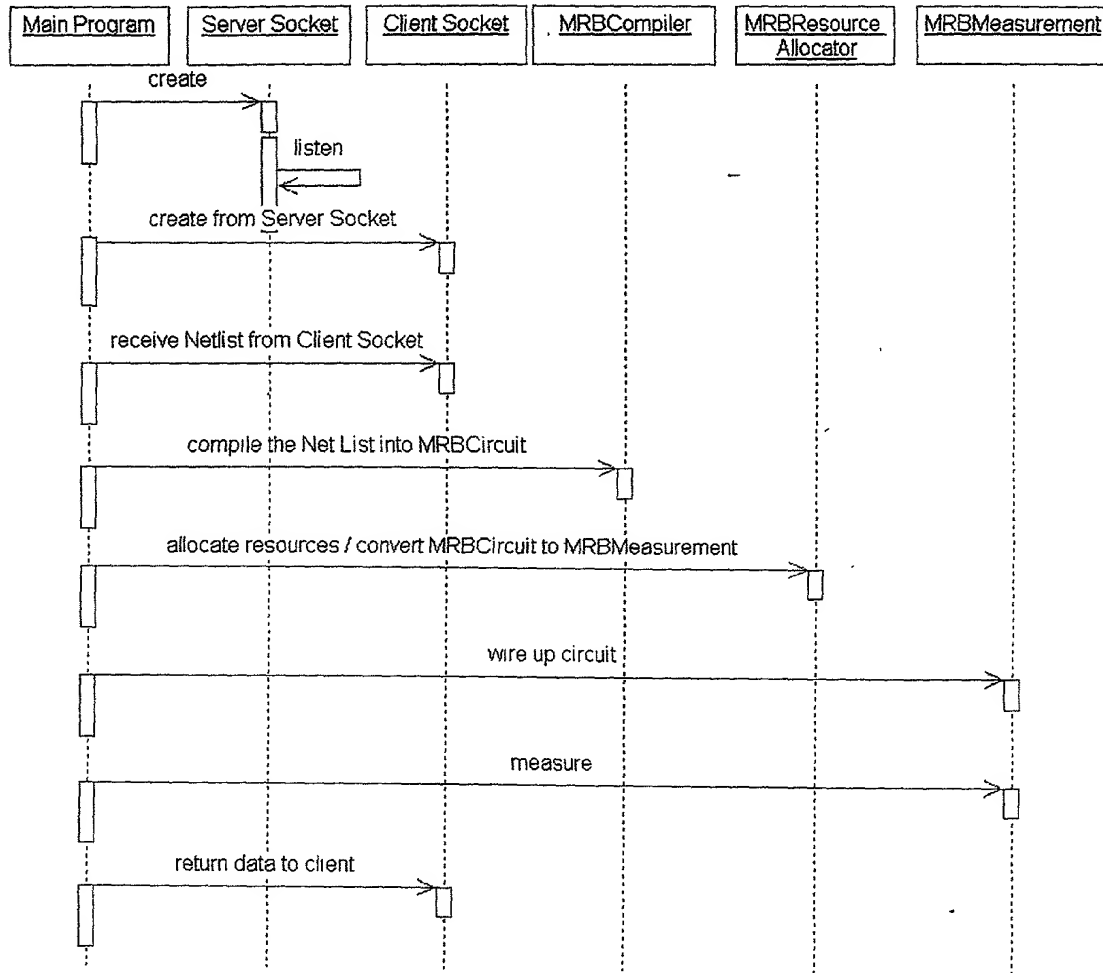 Main Program
Server Socket
Client Socket
MRBCompiler
MRBResource
Allocator
MRBMeasurement
create
listen
create from Server Socket
receive Netlist from Client Socket
compile the Net List into MRBCircuit
allocate resources / convert MRBCircuit to MRBMeasurement
wire up circuit
measure
return data to client